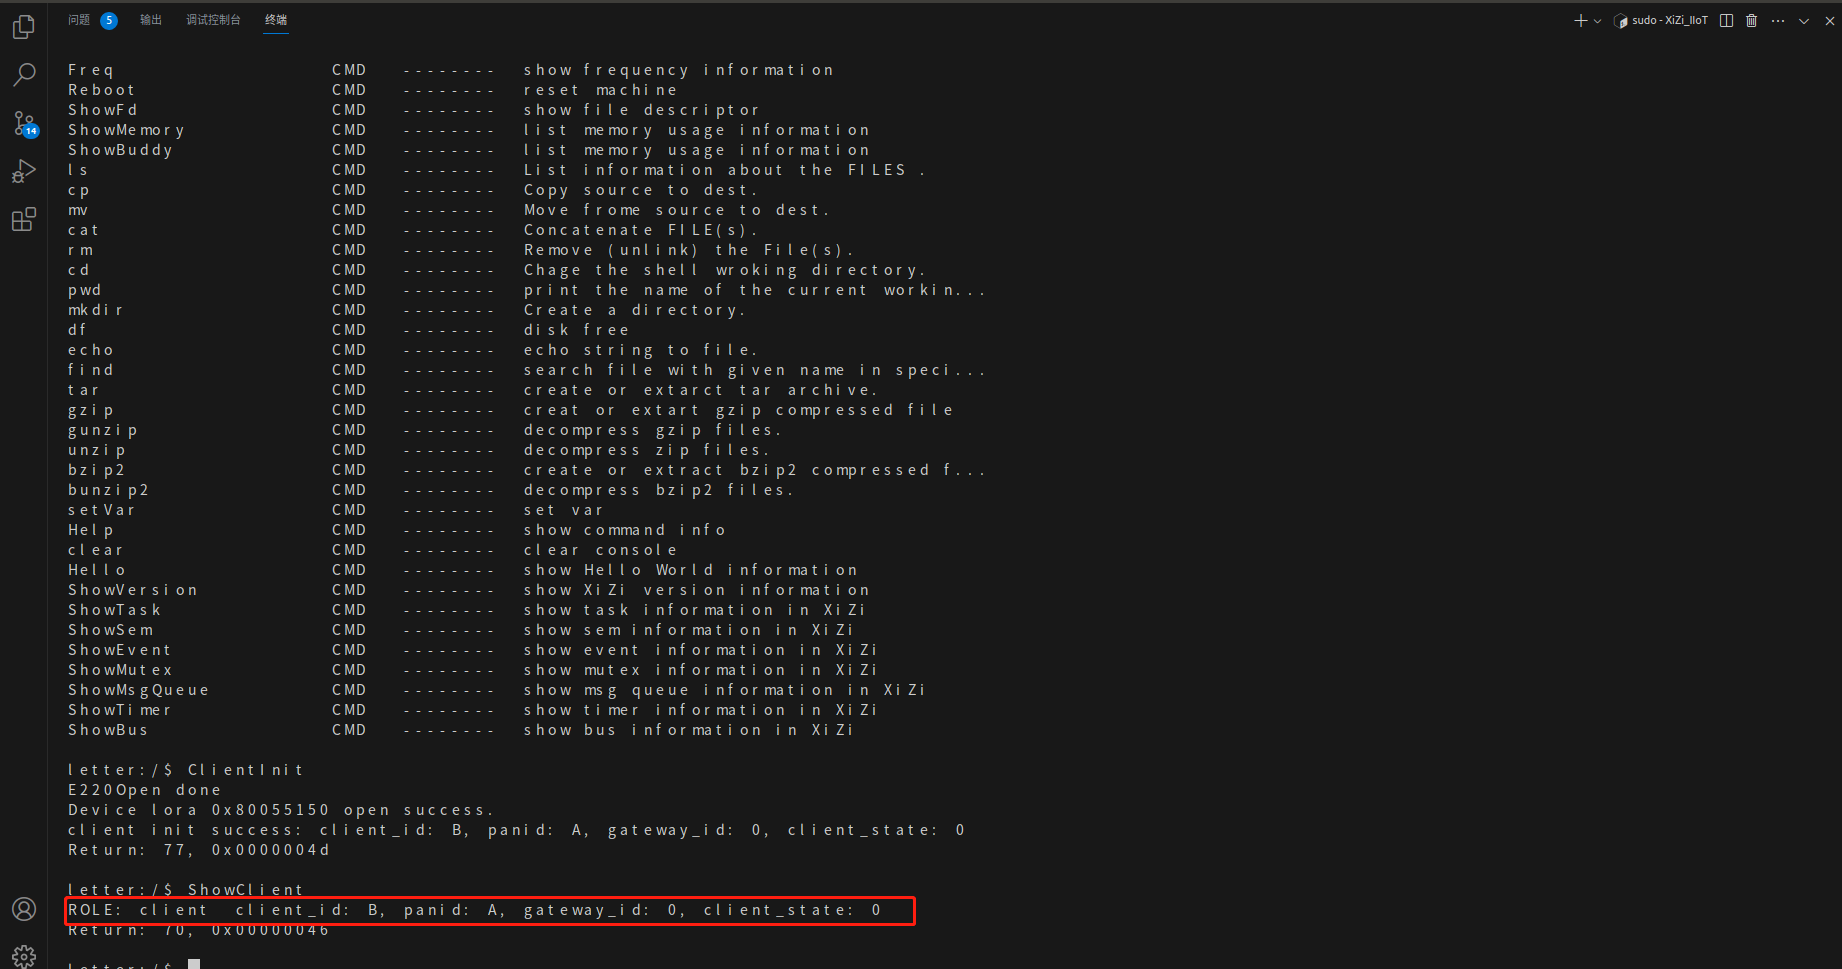 问题 5 输出 调试控制台 终端 sudo - XiZi_IIoT
14
Freq CMD -------- show frequency information
Reboot CMD -------- reset machine
ShowFd CMD -------- show file descriptor
ShowMemory CMD -------- list memory usage information
ShowBuddy CMD -------- list memory usage information
ls CMD -------- List information about the FILES .
cp CMD -------- Copy source to dest.
mv CMD -------- Move frome source to dest.
cat CMD -------- Concatenate FILE(s).
rm CMD -------- Remove (unlink) the File(s).
cd CMD -------- Chage the shell wroking directory.
pwd CMD -------- print the name of the current workin...
mkdir CMD -------- Create a directory.
df CMD -------- disk free
echo CMD -------- echo string to file.
find CMD -------- search file with given name in speci...
tar CMD -------- create or extarct tar archive.
gzip CMD -------- creat or extart gzip compressed file
gunzip CMD -------- decompress gzip files.
unzip CMD -------- decompress zip files.
bzip2 CMD -------- create or extract bzip2 compressed f...
bunzip2 CMD -------- decompress bzip2 files.
setVar CMD -------- set var
Help CMD -------- show command info
clear CMD -------- clear console
Hello CMD -------- show Hello World information
ShowVersion CMD -------- show XiZi version information
ShowTask CMD -------- show task information in XiZi
ShowSem CMD -------- show sem information in XiZi
ShowEvent CMD -------- show event information in XiZi
ShowMutex CMD -------- show mutex information in XiZi
ShowMsgQueue CMD -------- show msg queue information in XiZi
ShowTimer CMD -------- show timer information in XiZi
ShowBus CMD -------- show bus information in XiZi
letter:/$ ClientInit
E220Open done
Device lora 0x80055150 open success.
client init success: client_id: B, panid: A, gateway_id: 0, client_state: 0
Return: 77, 0x0000004d
letter:/$ ShowClient
ROLE: client client_id: B, panid: A, gateway_id: 0, client_state: 0
Return: 70, 0x00000046
letter:/$